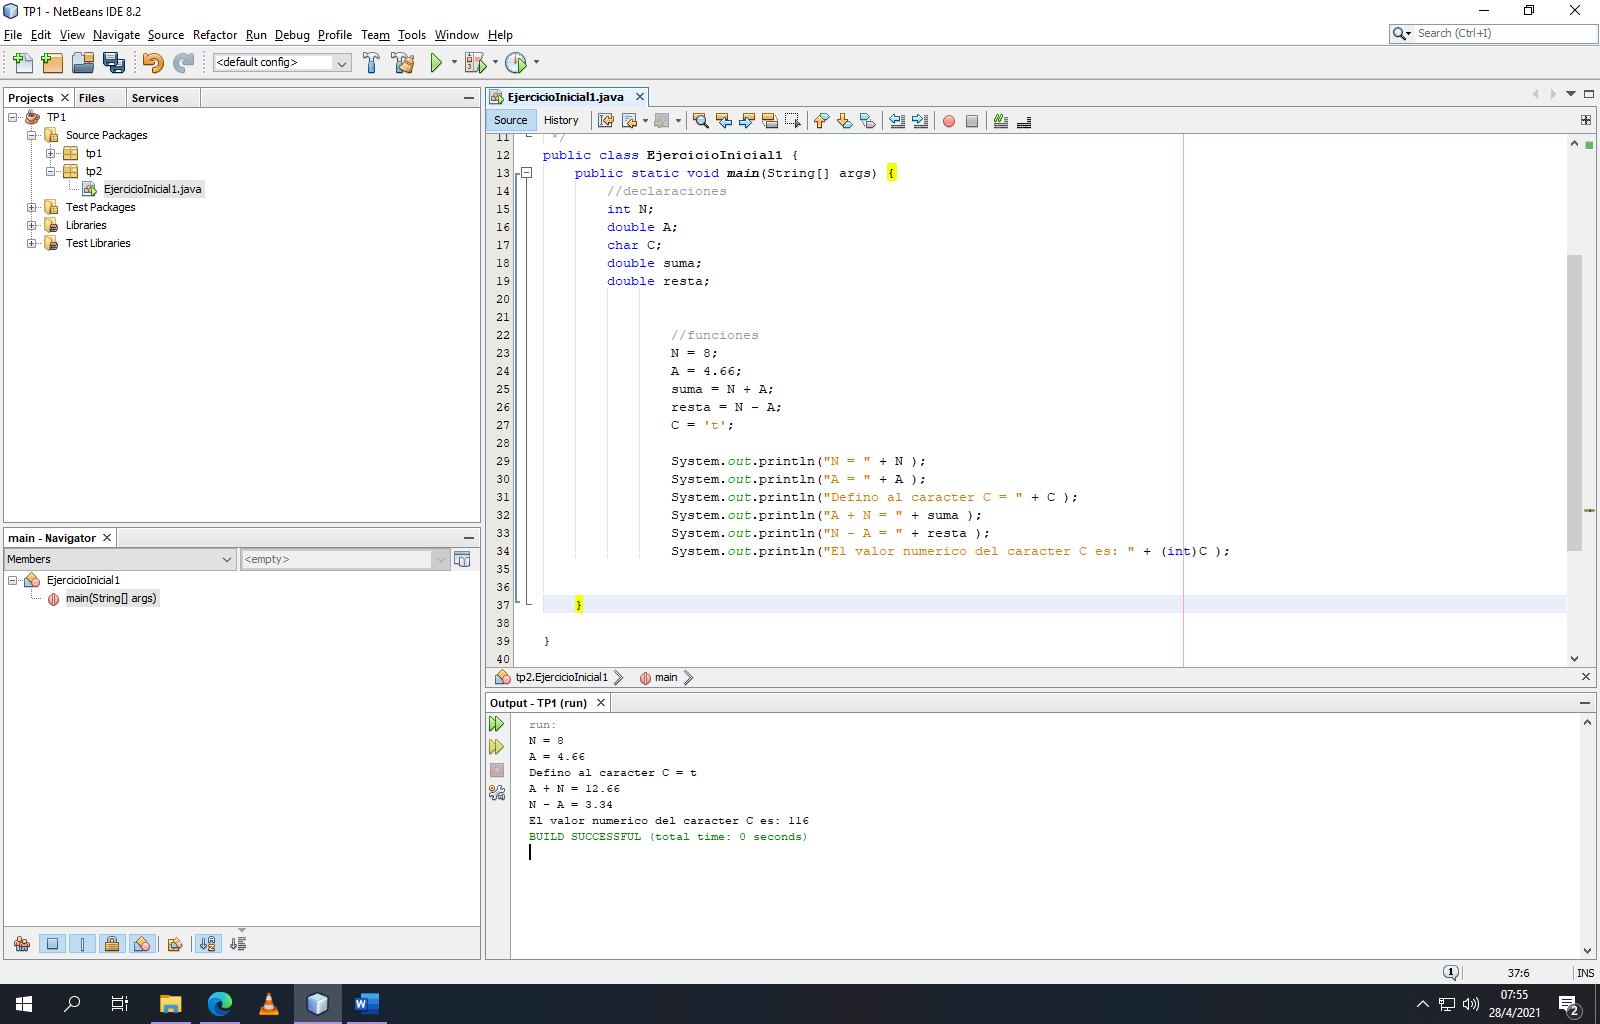 TP1 - NetBeans IDE 8.2
File Edit View Navigate Source Refactor Run Debug Profile Team Tools Window Help
Search (Ctrl+I)
<default config>
Projects Files Services
TP1
Source Packages
tp1
tp2
EjercicioInicial1.java
Test Packages
Libraries
Test Libraries
main - Navigator
Members
<empty>
EjercicioInicial1
main(String[] args)
EjercicioInicial1.java
Source History
11 */
12 public class EjercicioInicial1 {
13 public static void main(String[] args) {
14 //declaraciones
15 int N;
16 double A;
17 char C;
18 double suma;
19 double resta;
20
21
22 //funciones
23 N = 8;
24 A = 4.66;
25 suma = N + A;
26 resta = N - A;
27 C = 't';
28
29 System.out.println("N = " + N );
30 System.out.println("A = " + A );
31 System.out.println("Defino al caracter C = " + C );
32 System.out.println("A + N = " + suma );
33 System.out.println("N - A = " + resta );
34 System.out.println("El valor numerico del caracter C es: " + (int)C );
35
36
37 }
38
39 }
40
tp2.EjercicioInicial1 main
Output - TP1 (run)
run:
N = 8
A = 4.66
Defino al caracter C = t
A + N = 12.66
N - A = 3.34
El valor numerico del caracter C es: 116
BUILD SUCCESSFUL (total time: 0 seconds)
1 37:6 INS
07:55
28/4/2021
2